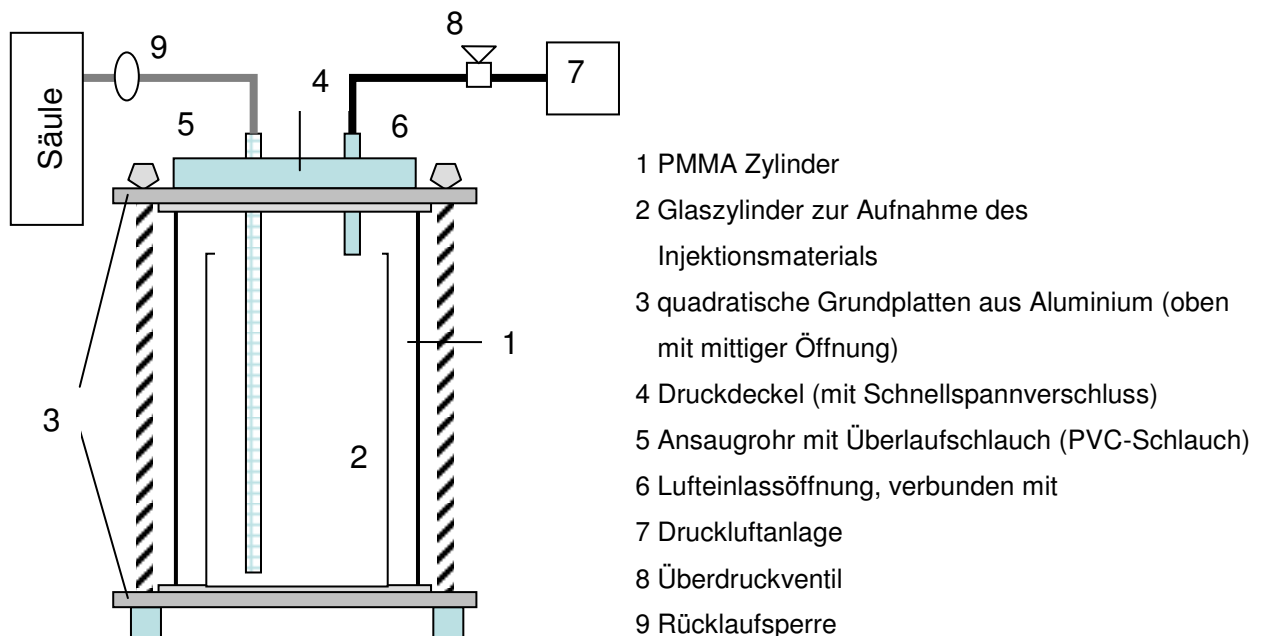 8
9
4
7
5
6
Säule
1
3
2
1 PMMA Zylinder
2 Glaszylinder zur Aufnahme des
Injektionsmaterials
3 quadratische Grundplatten aus Aluminium (oben
mit mittiger Öffnung)
4 Druckdeckel (mit Schnellspannverschluss)
5 Ansaugrohr mit Überlaufschlauch (PVC-Schlauch)
6 Lufteinlassöffnung, verbunden mit
7 Druckluftanlage
8 Überdruckventil
9 Rücklaufsperre